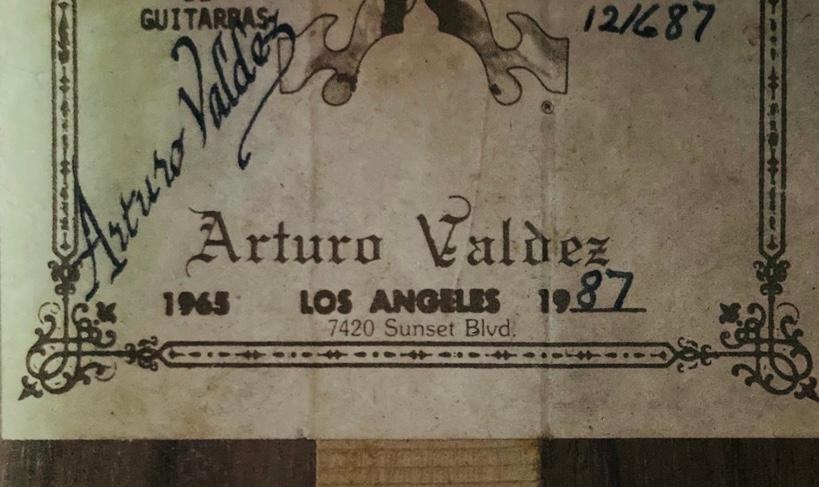 GUITARRAS
12/687
Arturo Valdez
®
Arturo Valdez
1965 LOS ANGELES 1987
7420 Sunset Blvd.